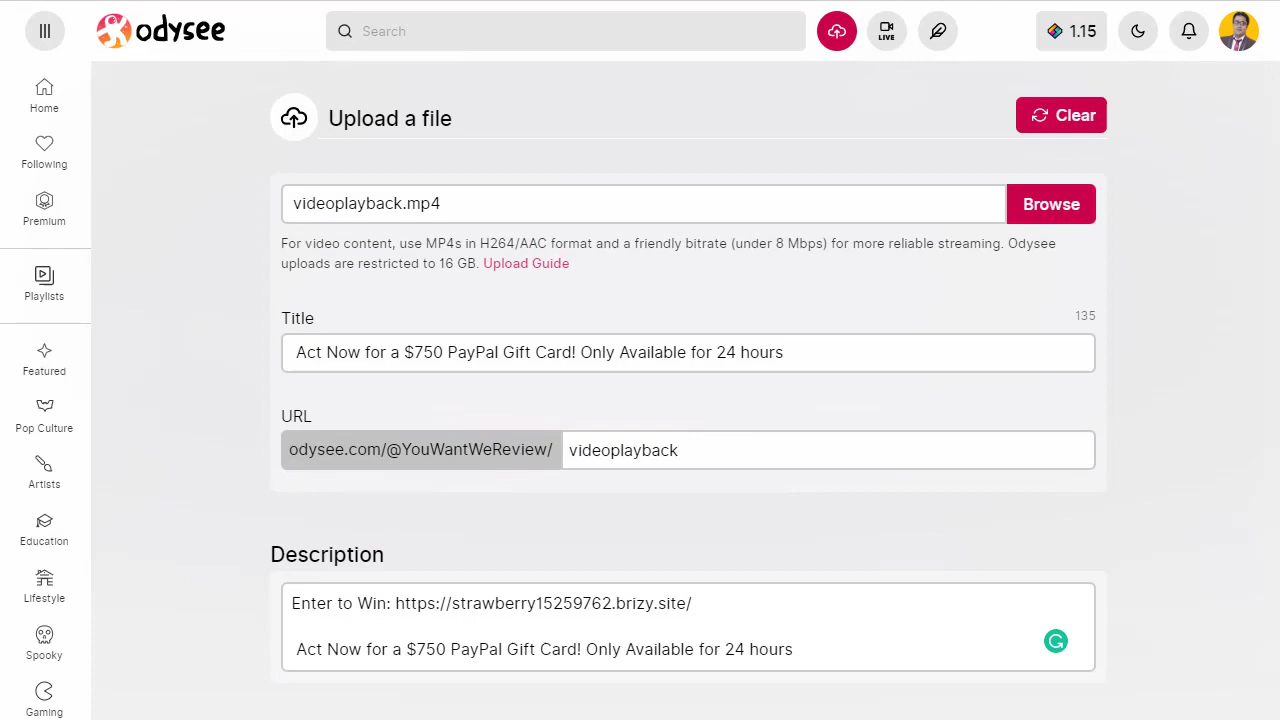 odysee
Search
LIVE
1.15
Home
Following
Premium
Playlists
Featured
Pop Culture
Artists
Education
Lifestyle
Spooky
Gaming
Upload a file
Clear
videoplayback.mp4
Browse
For video content, use MP4s in H264/AAC format and a friendly bitrate (under 8 Mbps) for more reliable streaming. Odysee
uploads are restricted to 16 GB. Upload Guide
Title
135
Act Now for a $750 PayPal Gift Card! Only Available for 24 hours
URL
odysee.com/@YouWantWeReview/ videoplayback
Description
Enter to Win: https://strawberry15259762.brizy.site/
Act Now for a $750 PayPal Gift Card! Only Available for 24 hours